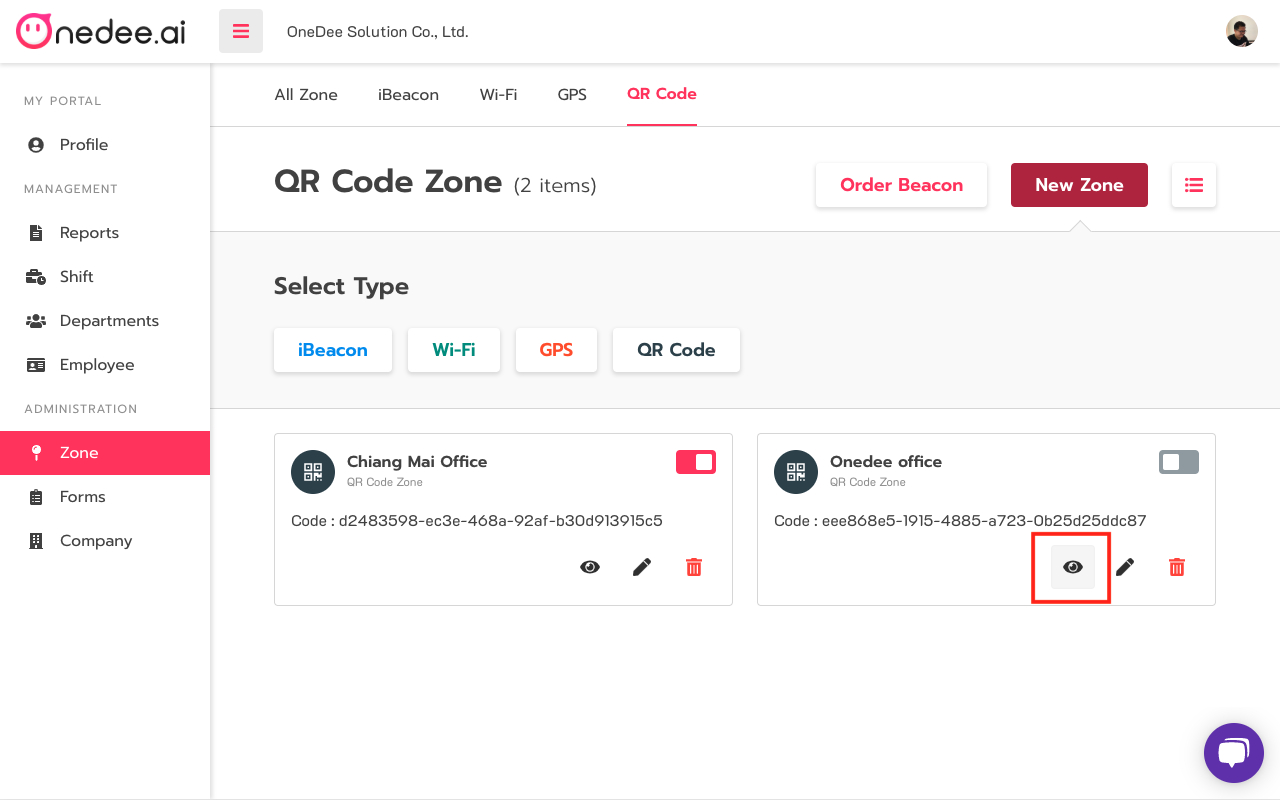 Onedee.ai
OneDee Solution Co., Ltd.
MY PORTAL
Profile
MANAGEMENT
Reports
Shift
Departments
Employee
ADMINISTRATION
Zone
Forms
Company
All Zone iBeacon Wi-Fi GPS QR Code
QR Code Zone (2 items)
Order Beacon New Zone
Select Type
iBeacon Wi-Fi GPS QR Code
Chiang Mai Office
QR Code Zone
Code : d2483598-ec3e-468a-92af-b30d913915c5
Onedee office
QR Code Zone
Code : eee868e5-1915-4885-a723-0b25d25ddc87